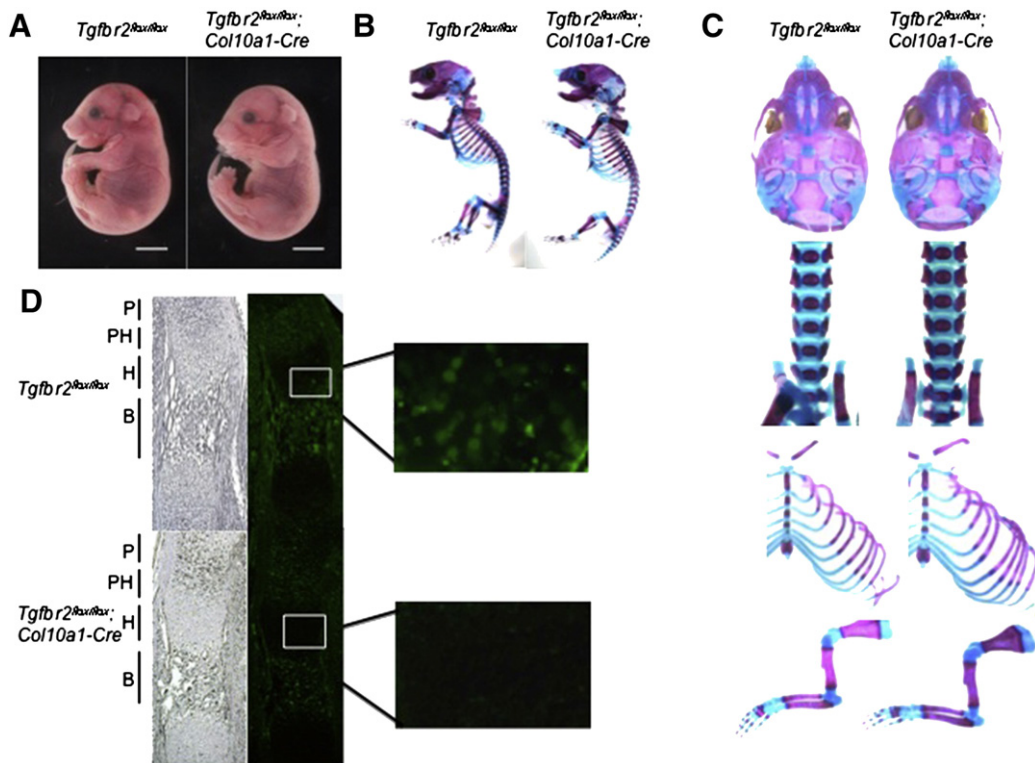 A
Tgfbr2flox/flox
Tgfbr2flox/flox;
Col10a1-Cre
B
Tgfbr2flox/flox
Tgfbr2flox/flox;
Col10a1-Cre
C
Tgfbr2flox/flox
Tgfbr2flox/flox;
Col10a1-Cre
D
P
PH
H
Tgfbr2flox/flox
B
P
PH
Tgfbr2flox/flox;
H
Col10a1-Cre
B